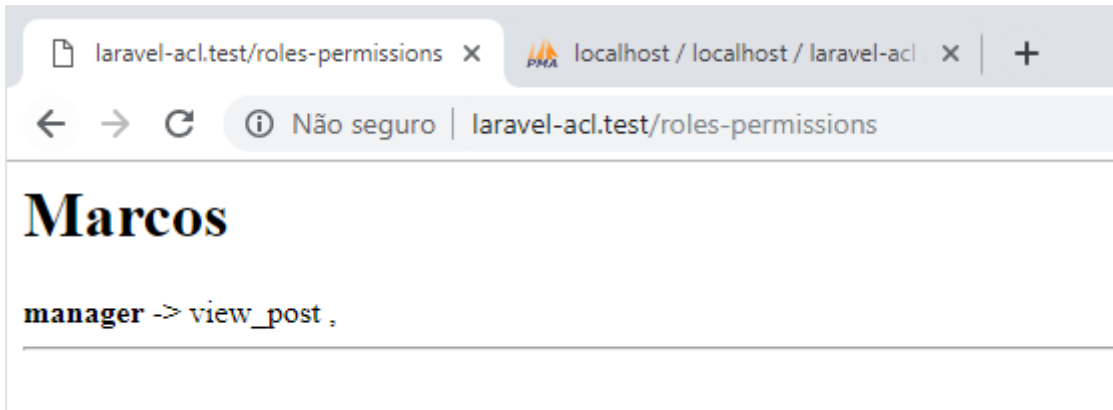 laravel-acl.test/roles-permissions
PMA localhost / localhost / laravel-acl
Não seguro | laravel-acl.test/roles-permissions
Marcos
manager -> view_post ,